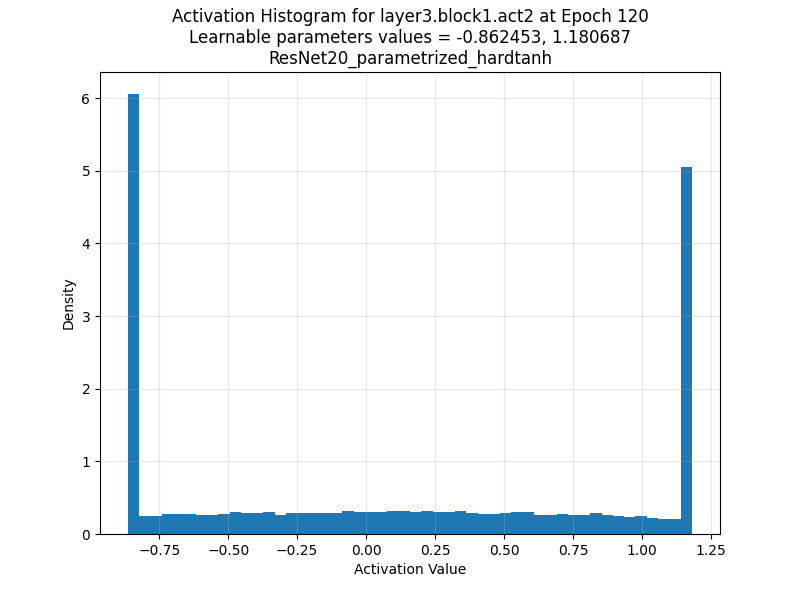 Activation Histogram for layer3.block1.act2 at Epoch 120
Learnable parameters values = -0.862453, 1.180687
ResNet20_parametrized_hardtanh
6
5
4
3
2
1
0
Density
−0.75 −0.50 −0.25 0.00 0.25 0.50 0.75 1.00 1.25
Activation Value